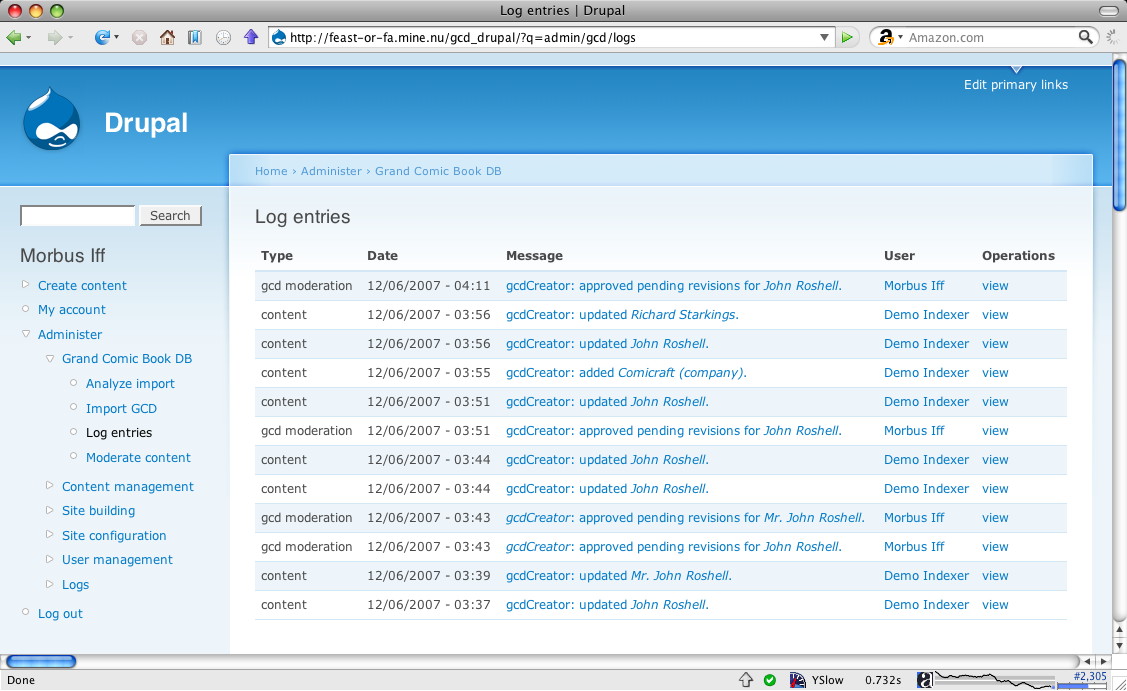 Log entries | Drupal
http://feast-or-fa.mine.nu/gcd_drupal/?q=admin/gcd/logs
Amazon.com
Edit primary links
Drupal
Home › Administer › Grand Comic Book DB
Search
Morbus Iff
Create content
My account
Administer
Grand Comic Book DB
Analyze import
Import GCD
Log entries
Moderate content
Content management
Site building
Site configuration
User management
Logs
Log out
Log entries
Type Date Message User Operations
gcd moderation 12/06/2007 - 04:11 gcdCreator: approved pending revisions for John Roshell. Morbus Iff view
content 12/06/2007 - 03:56 gcdCreator: updated Richard Starkings. Demo Indexer view
content 12/06/2007 - 03:56 gcdCreator: updated John Roshell. Demo Indexer view
content 12/06/2007 - 03:55 gcdCreator: added Comicraft (company). Demo Indexer view
content 12/06/2007 - 03:51 gcdCreator: updated John Roshell. Demo Indexer view
gcd moderation 12/06/2007 - 03:51 gcdCreator: approved pending revisions for John Roshell. Morbus Iff view
content 12/06/2007 - 03:44 gcdCreator: updated John Roshell. Demo Indexer view
content 12/06/2007 - 03:44 gcdCreator: updated John Roshell. Demo Indexer view
gcd moderation 12/06/2007 - 03:43 gcdCreator: approved pending revisions for Mr. John Roshell. Morbus Iff view
gcd moderation 12/06/2007 - 03:43 gcdCreator: approved pending revisions for John Roshell. Morbus Iff view
content 12/06/2007 - 03:39 gcdCreator: updated Mr. John Roshell. Demo Indexer view
content 12/06/2007 - 03:37 gcdCreator: updated John Roshell. Demo Indexer view
Done YSlow 0.732s a #2,305